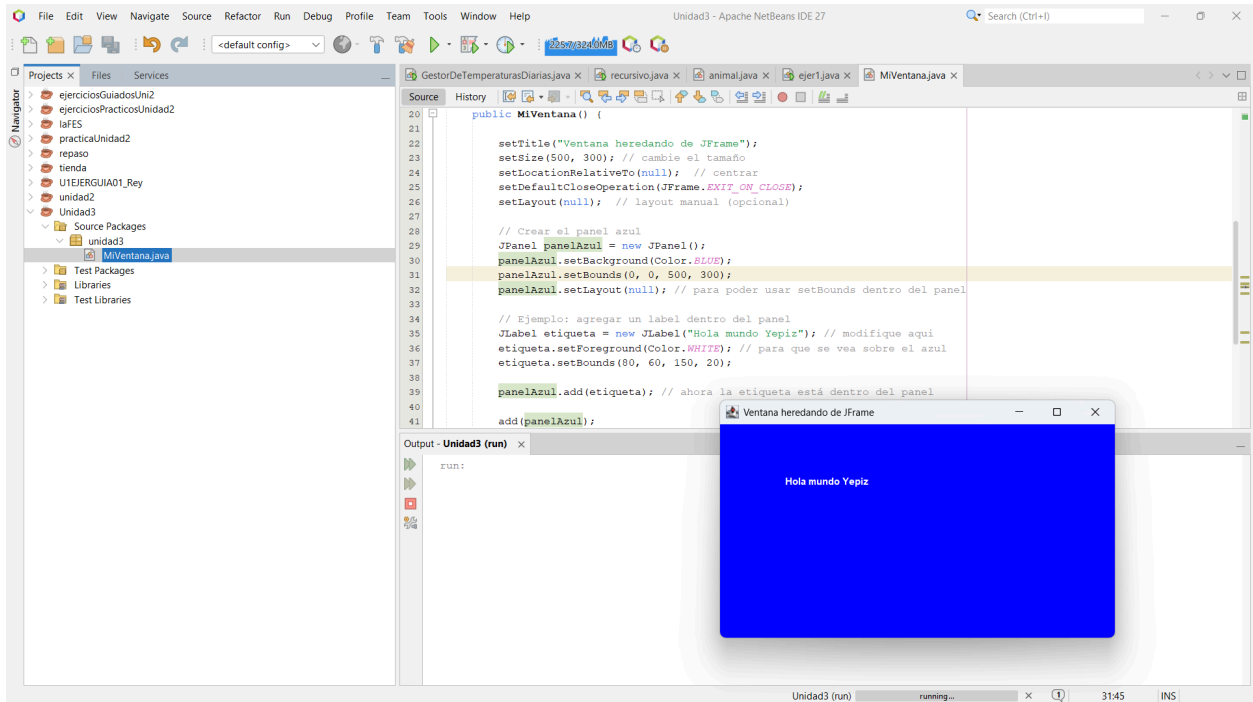 File Edit View Navigate Source Refactor Run Debug Profile Team Tools Window Help
Unidad3 - Apache NetBeans IDE 27
Search (Ctrl+I)
<default config>
225.7/324.0MB
Projects
Files
Services
Navigator
ejerciciosGuiadosUni2
ejerciciosPracticosUnidad2
laFES
practicaUnidad2
repaso
tienda
U1EJERGUIA01_Rey
unidad2
Unidad3
Source Packages
unidad3
MiVentana.java
Test Packages
Libraries
Test Libraries
GestorDeTemperaturasDiarias.java
recursivo.java
animal.java
ejer1.java
MiVentana.java
Source
History
20 public MiVentana() {
21
22 setTitle("Ventana heredando de JFrame");
23 setSize(500, 300); // cambie el tamaño
24 setLocationRelativeTo(null); // centrar
25 setDefaultCloseOperation(JFrame.EXIT_ON_CLOSE);
26 setLayout(null); // layout manual (opcional)
27
28 // Crear el panel azul
29 JPanel panelAzul = new JPanel();
30 panelAzul.setBackground(Color.BLUE);
31 panelAzul.setBounds(0, 0, 500, 300);
32 panelAzul.setLayout(null); // para poder usar setBounds dentro del panel
33
34 // Ejemplo: agregar un label dentro del panel
35 JLabel etiqueta = new JLabel("Hola mundo Yepiz"); // modifique aqui
36 etiqueta.setForeground(Color.WHITE); // para que se vea sobre el azul
37 etiqueta.setBounds(80, 60, 150, 20);
38
39 panelAzul.add(etiqueta); // ahora la etiqueta está dentro del panel
40
41 add(panelAzul);
Output - Unidad3 (run)
run:
Ventana heredando de JFrame
Hola mundo Yepiz
Unidad3 (run)
running...
1
31:45
INS